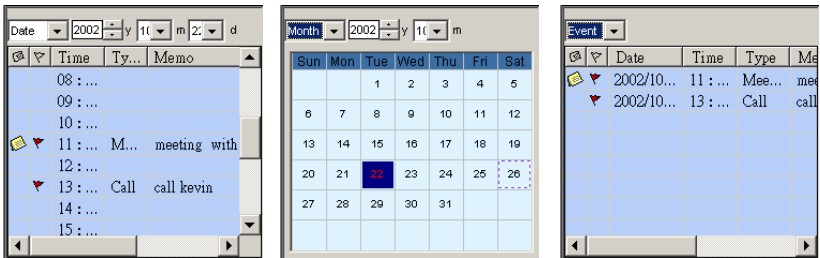 Date 2002 y 10 m 22 d
Time Ty... Memo
08 : ...
09 : ...
10 : ...
11 : ... M... meeting with
12 : ...
13 : ... Call call kevin
14 : ...
15 : ...
Month 2002 y 10 m
Sun Mon Tue Wed Thu Fri Sat
1 2 3 4 5
6 7 8 9 10 11 12
13 14 15 16 17 18 19
20 21 22 23 24 25 26
27 28 29 30 31
Event
Date Time Type Me
2002/10... 11 : ... Mee... mee
2002/10... 13 : ... Call call